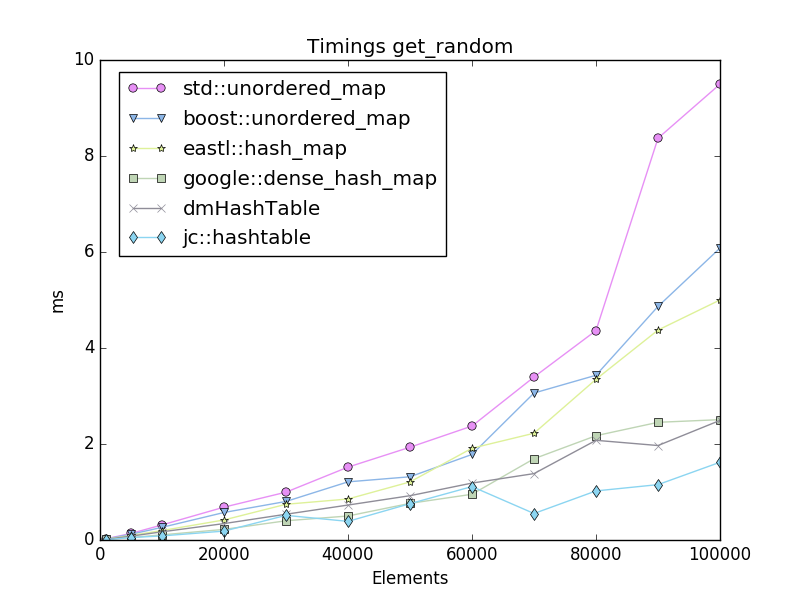 Timings get_random
10
8
6
4
2
0
ms
std::unordered_map
boost::unordered_map
eastl::hash_map
google::dense_hash_map
dmHashTable
jc::hashtable
0 20000 40000 60000 80000 100000
Elements